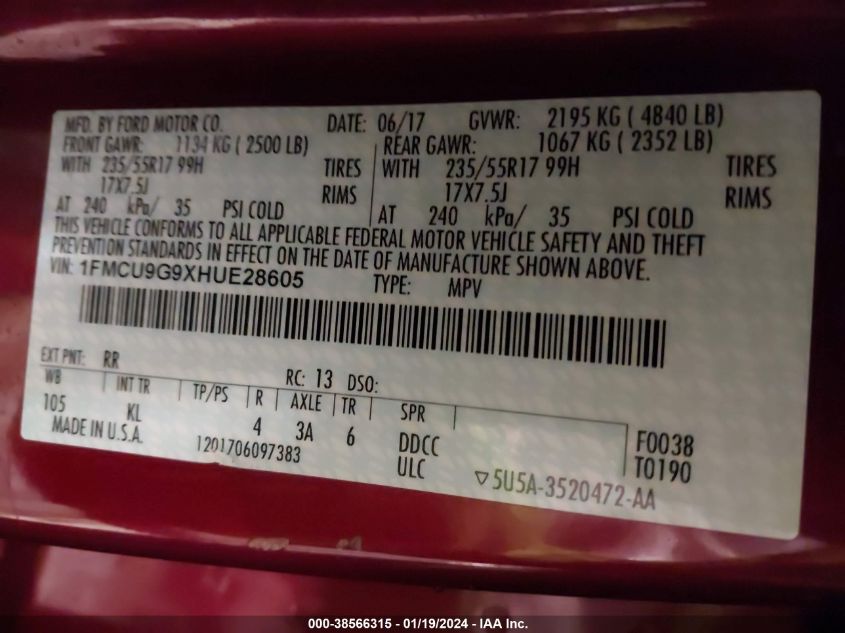 MFD. BY FORD MOTOR CO. DATE: 06/17 GVWR: 2195 KG ( 4840 LB)
FRONT GAWR: 1134 KG ( 2500 LB) REAR GAWR: 1067 KG ( 2352 LB)
WITH 235/55R17 99H TIRES WITH 235/55R17 99H TIRES
17X7.5J RIMS 17X7.5J RIMS
AT 240 kPa/ 35 PSI COLD AT 240 kPa/ 35 PSI COLD
THIS VEHICLE CONFORMS TO ALL APPLICABLE FEDERAL MOTOR VEHICLE SAFETY AND THEFT
PREVENTION STANDARDS IN EFFECT ON THE DATE OF MANUFACTURE SHOWN ABOVE.
VIN: 1FMCU9G9XHUE28605 TYPE: MPV
EXT PNT: RR RC: 13 DSO:
WB INT TR TP/PS R AXLE TR SPR
105 KL 4 3A 6 DDCC F0038
MADE IN U.S.A. 1201706097383 ULC T0190
▽5U5A-3520472-AA
000-38566315 - 01/19/2024 - IAA Inc.